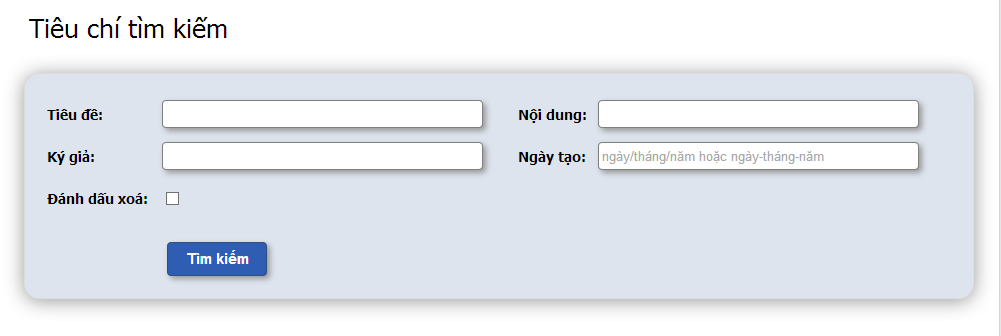 Tiêu chí tìm kiếm
Tiêu đề: Nội dung:
Ký giả: Ngày tạo: ngày/tháng/năm hoặc ngày-tháng-năm
Đánh dấu xoá:
Tìm kiếm